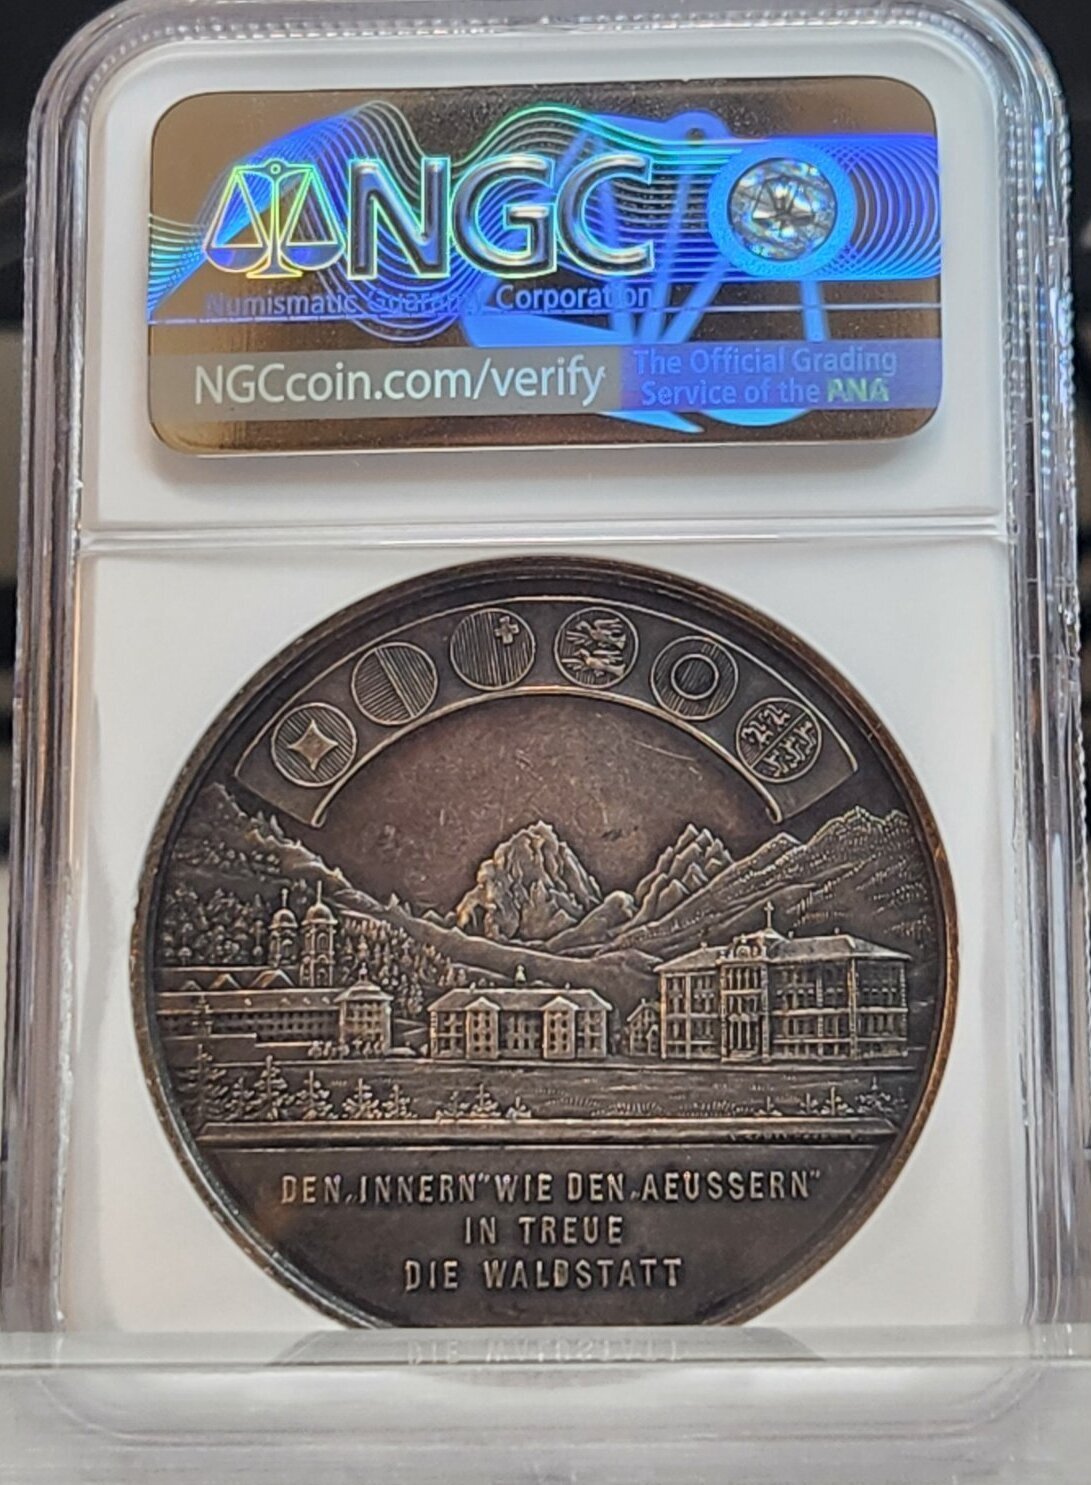 NGC
Numismatic Guaranty Corporation
NGCcoin.com/verify
The Official Grading
Service of the ANA
DEN „INNERN" WIE DEN „AEUSSERN"
IN TREUE
DIE WALDSTATT